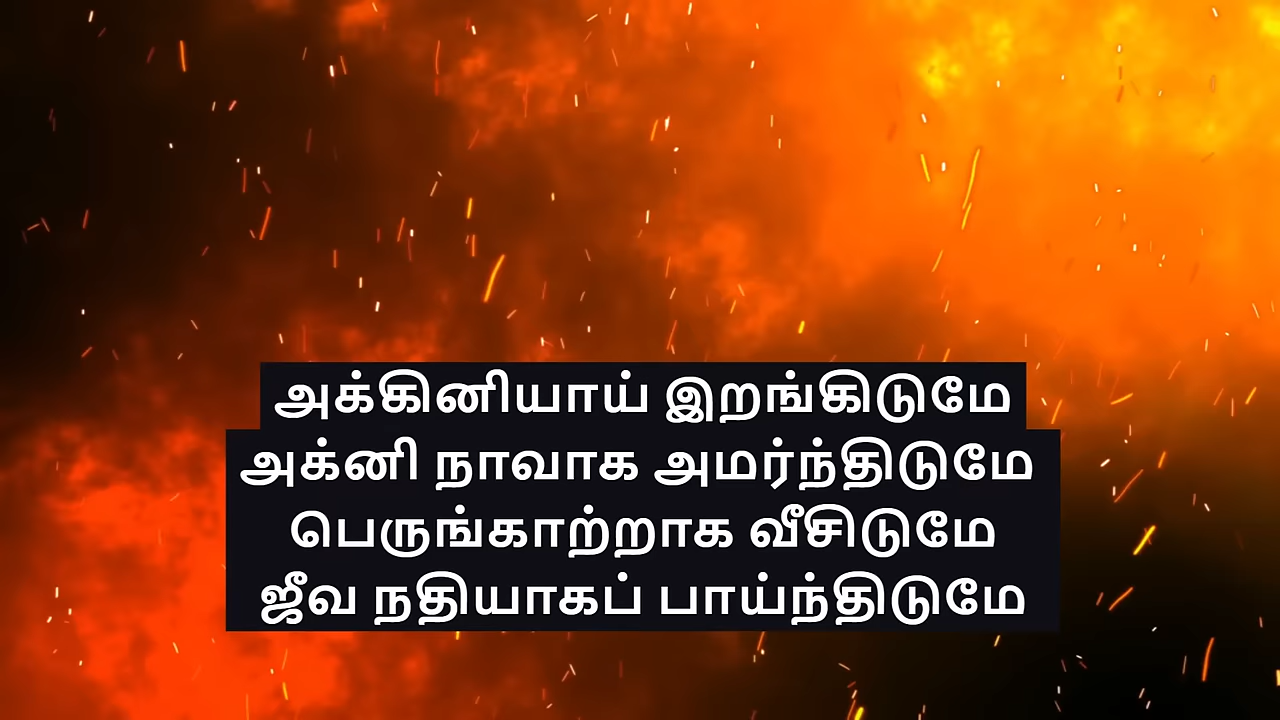 அக்கினியாய் இறங்கிடுமே
அக்னி நாவாக அமர்ந்திடுமே
பெருங்காற்றாக வீசிடுமே
ஜீவ நதியாகப் பாய்ந்திடுமே